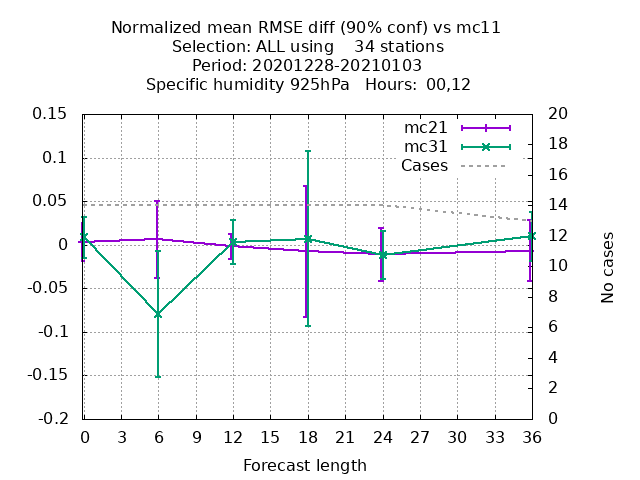 Normalized mean RMSE diff (90% conf) vs mc11
Selection: ALL using    34 stations
Period: 20201228-20210103
Specific humidity 925hPa   Hours: 00,12
0.15
0.1
0.05
0
-0.05
-0.1
-0.15
-0.2
mc21
mc31
Cases
20
18
16
14
12
10
8
6
4
2
0
No cases
0 3 6 9 12 15 18 21 24 27 30 33 36
Forecast length